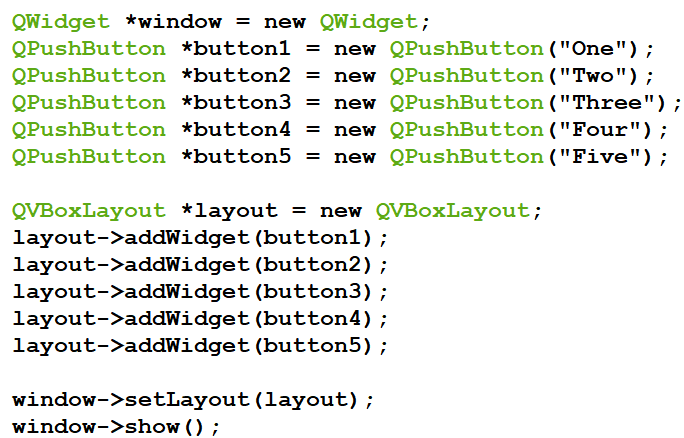 QWidget *window = new QWidget;
QPushButton *button1 = new QPushButton("One");
QPushButton *button2 = new QPushButton("Two");
QPushButton *button3 = new QPushButton("Three");
QPushButton *button4 = new QPushButton("Four");
QPushButton *button5 = new QPushButton("Five");
QVBoxLayout *layout = new QVBoxLayout;
layout->addWidget(button1);
layout->addWidget(button2);
layout->addWidget(button3);
layout->addWidget(button4);
layout->addWidget(button5);
window->setLayout(layout);
window->show();